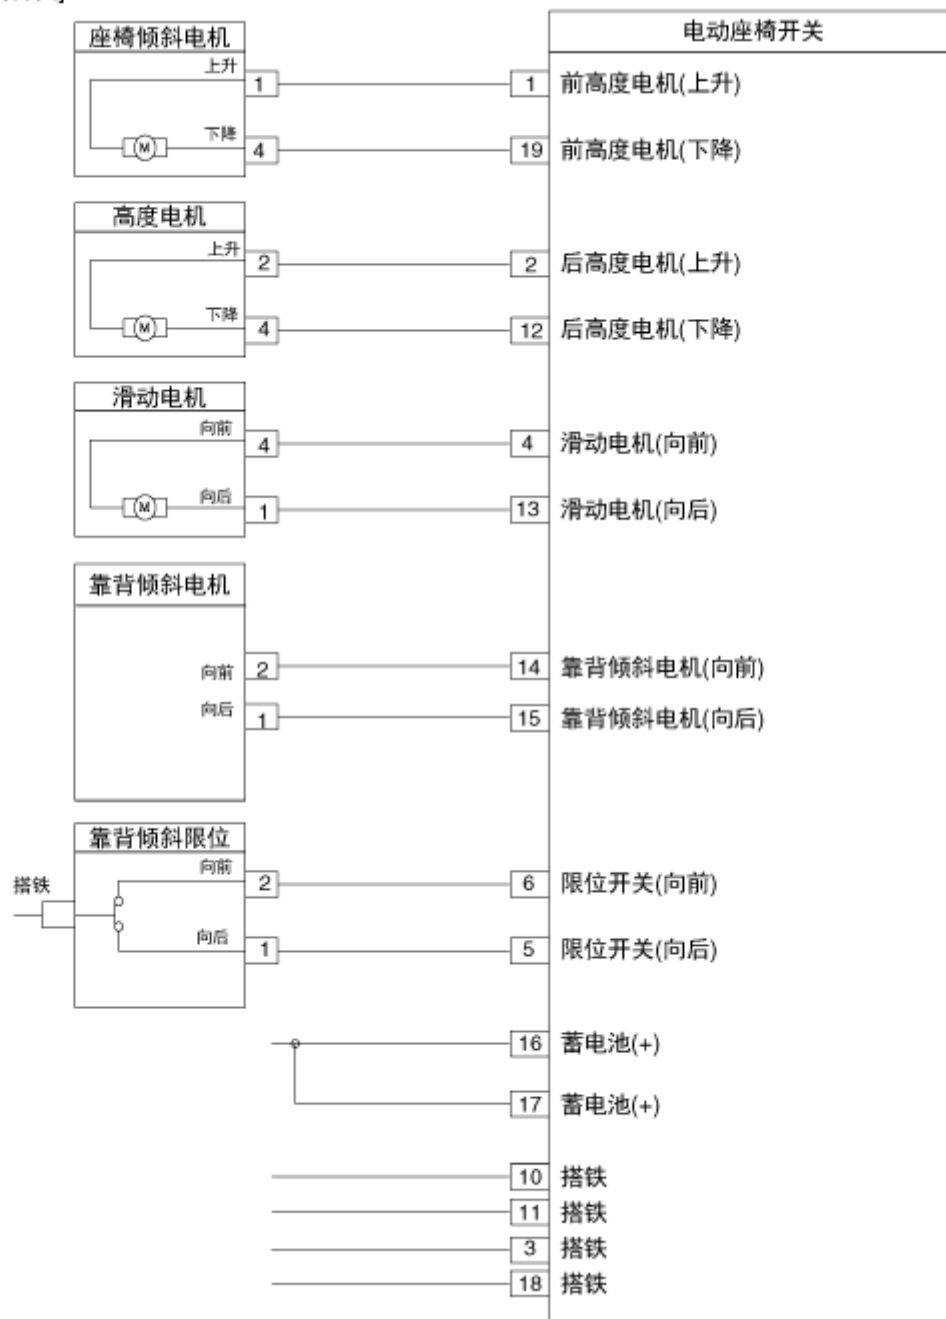 座椅倾斜电机
电动座椅开关
上升
1
1
前高度电机(上升)
M
下降
4
19
前高度电机(下降)
高度电机
上升
2
2
后高度电机(上升)
M
下降
4
12
后高度电机(下降)
滑动电机
向前
4
4
滑动电机(向前)
M
向后
1
13
滑动电机(向后)
靠背倾斜电机
向前
2
14
靠背倾斜电机(向前)
向后
1
15
靠背倾斜电机(向后)
靠背倾斜限位
搭铁
向前
2
6
限位开关(向前)
向后
1
5
限位开关(向后)
16
蓄电池(+)
17
蓄电池(+)
10
搭铁
11
搭铁
3
搭铁
18
搭铁